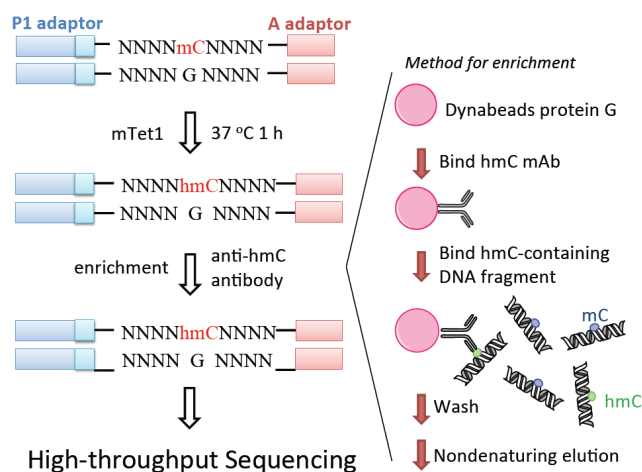 P1 adaptor
A adaptor
NNNNmCNNNN
NNNN G NNNN
mTet1
37 °C 1 h
NNNNhmCNNNN
NNNN G NNNN
enrichment
anti-hmC
antibody
NNNNhmCNNNN
NNNN G NNNN
High-throughput Sequencing
Method for enrichment
Dynabeads protein G
Bind hmC mAb
Bind hmC-containing
DNA fragment
mC
hmC
Wash
Nondenaturing elution